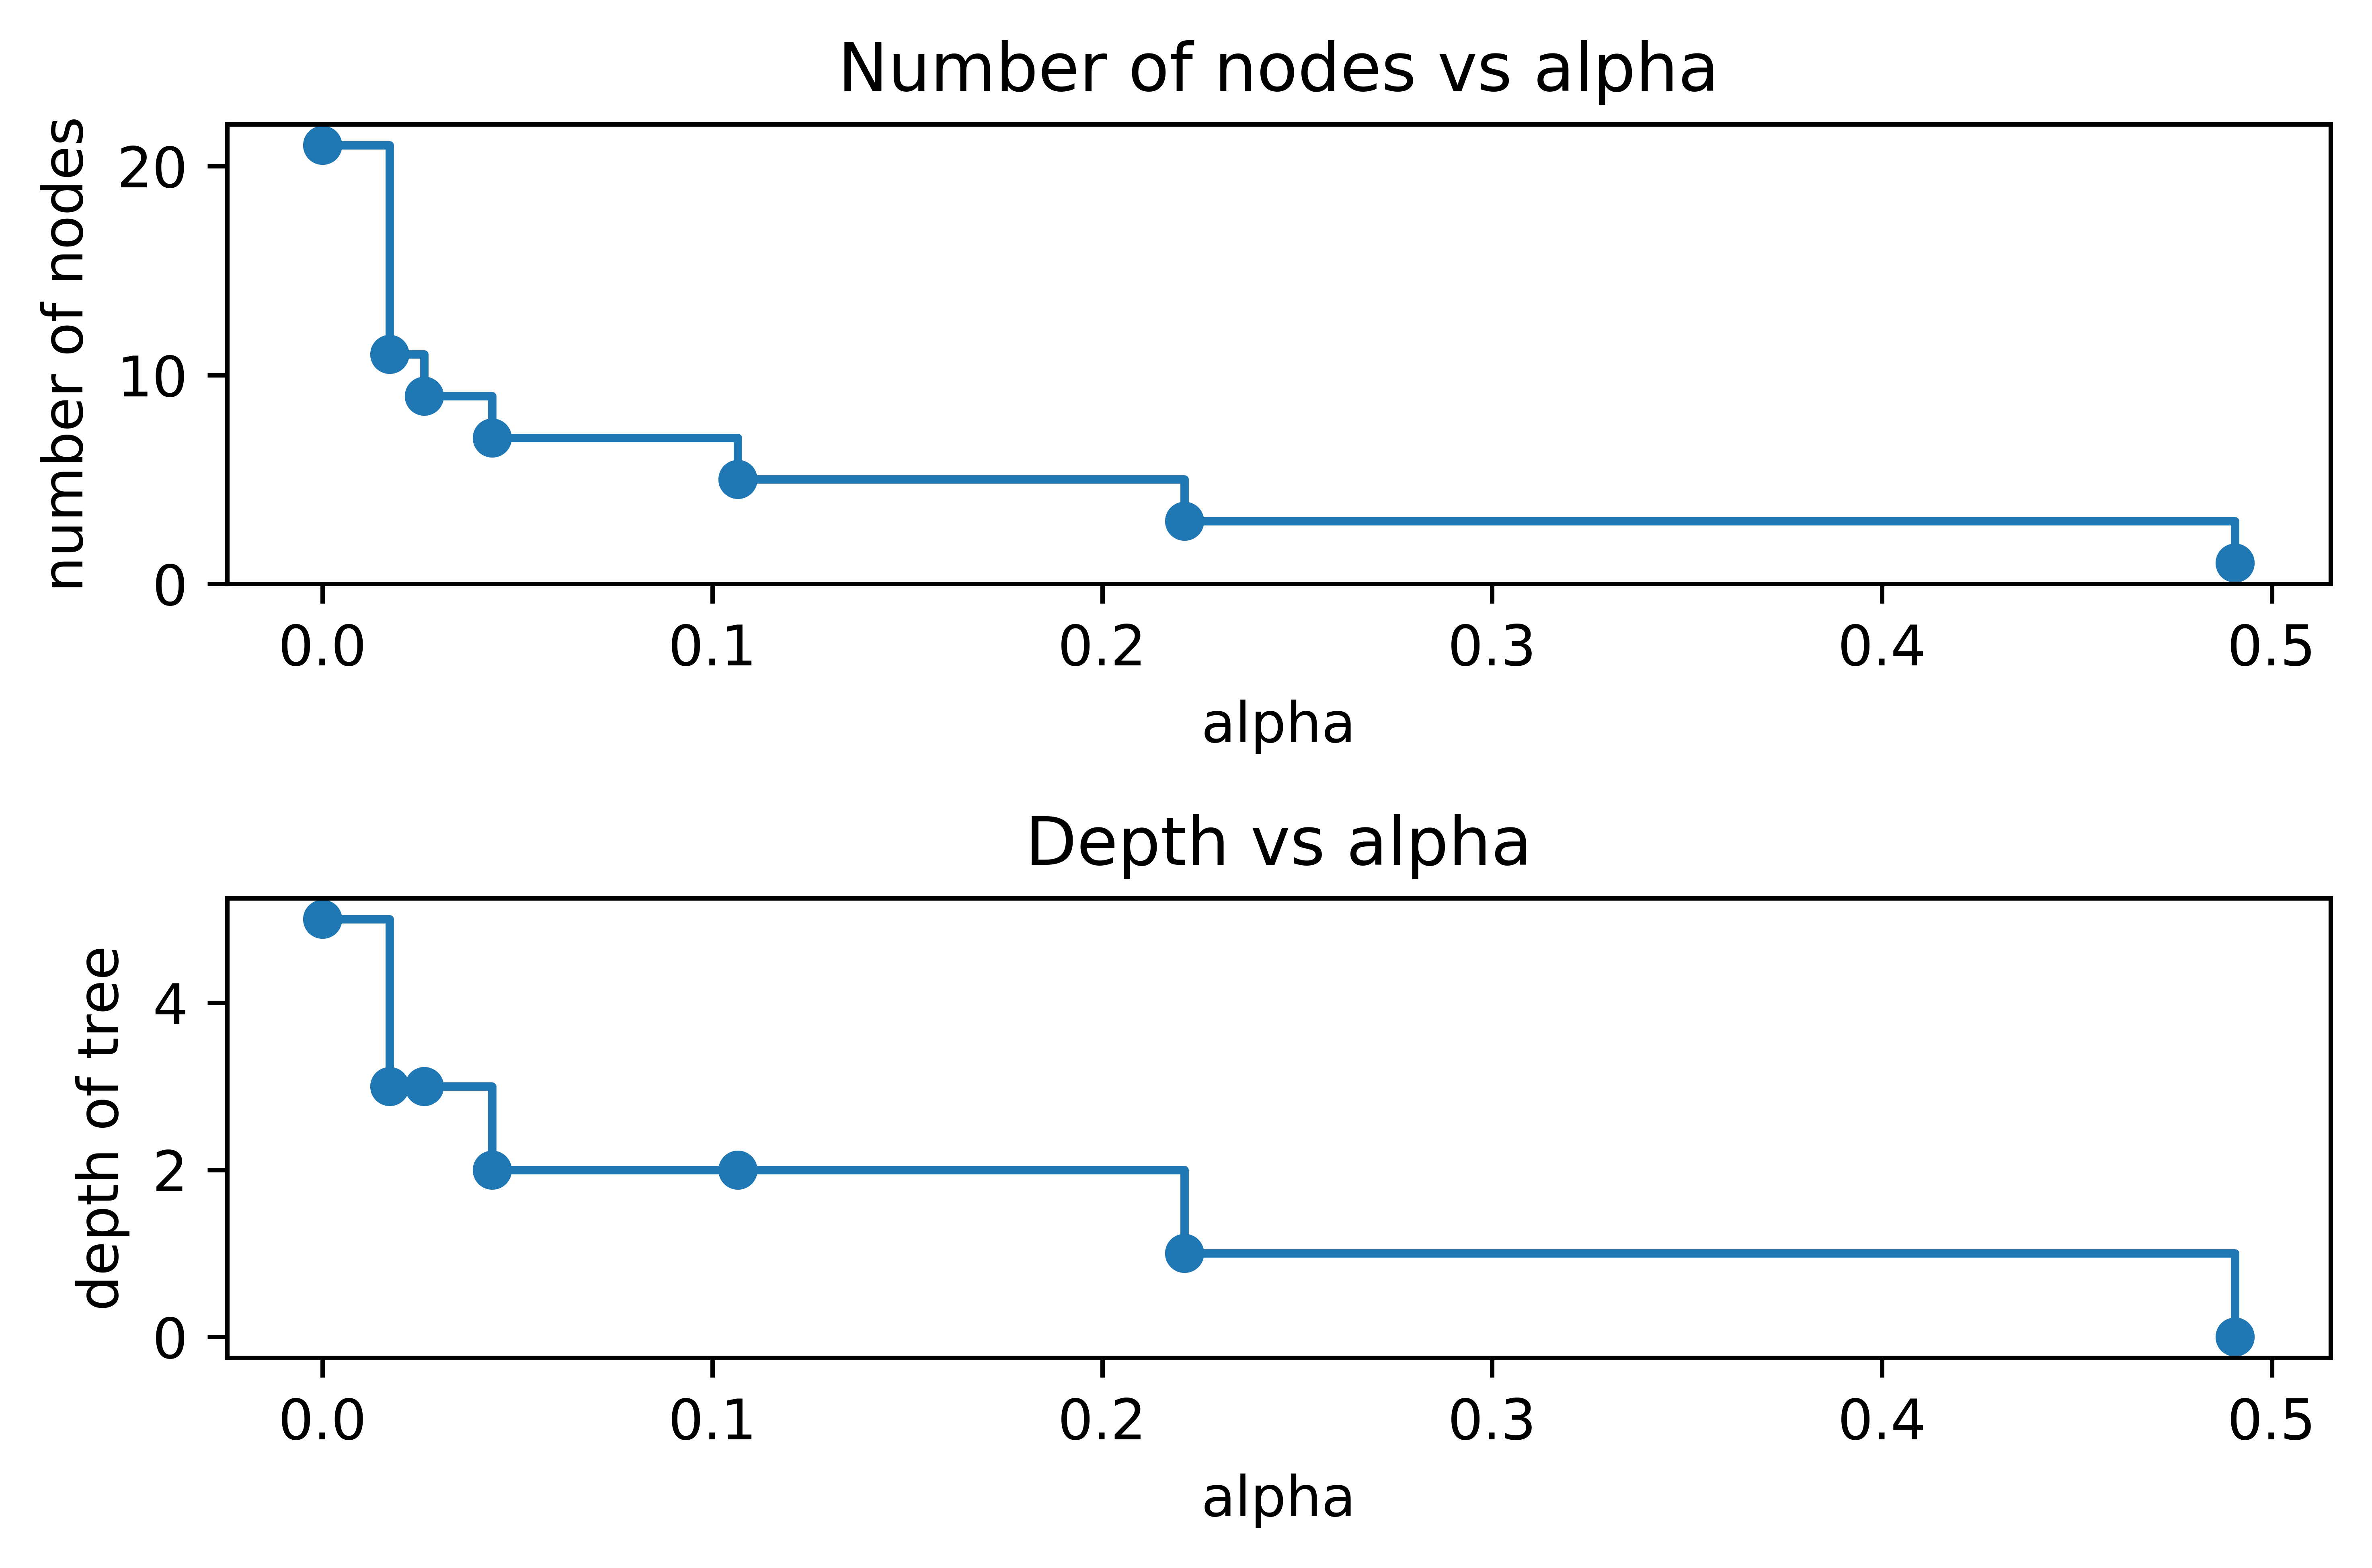 Number of nodes vs alpha
number of nodes
20
10
0
0.0 0.1 0.2 0.3 0.4 0.5
alpha
Depth vs alpha
depth of tree
4
2
0
0.0 0.1 0.2 0.3 0.4 0.5
alpha